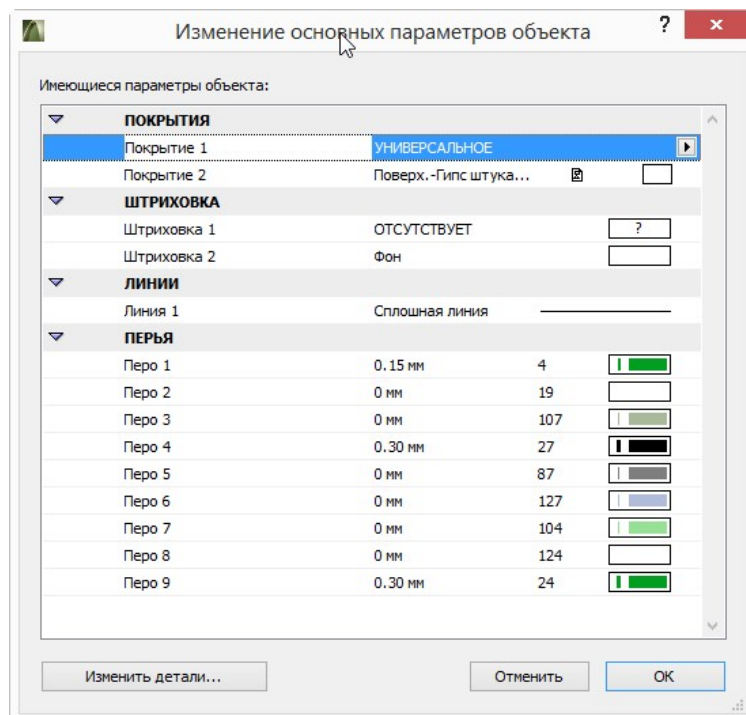 Изменение основных параметров объекта ?
Имеющиеся параметры объекта:
ПОКРЫТИЯ
Покрытие 1 УНИВЕРСАЛЬНОЕ
Покрытие 2 Поверх.-Гипс штука...
ШТРИХОВКА
Штриховка 1 ОТСУТСТВУЕТ ?
Штриховка 2 Фон
ЛИНИИ
Линия 1 Сплошная линия
ПЕРЬЯ
Перо 1 0.15 мм 4
Перо 2 0 мм 19
Перо 3 0 мм 107
Перо 4 0.30 мм 27
Перо 5 0 мм 87
Перо 6 0 мм 127
Перо 7 0 мм 104
Перо 8 0 мм 124
Перо 9 0.30 мм 24
Изменить детали... Отменить ОК